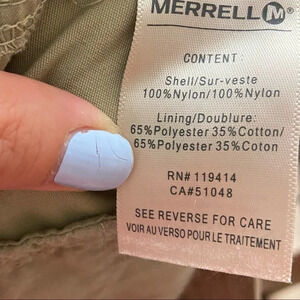 MERRELL M
CONTENT
Shell/Sur-veste
100%Nylon/100%Nylon
Lining/Doublure:
65%Polyester 35%Cotton/
65%Polyester 35%Coton
RN# 119414
CA#51048
SEE REVERSE FOR CARE
VOIR AU VERSO POUR LE TRAITEMENT